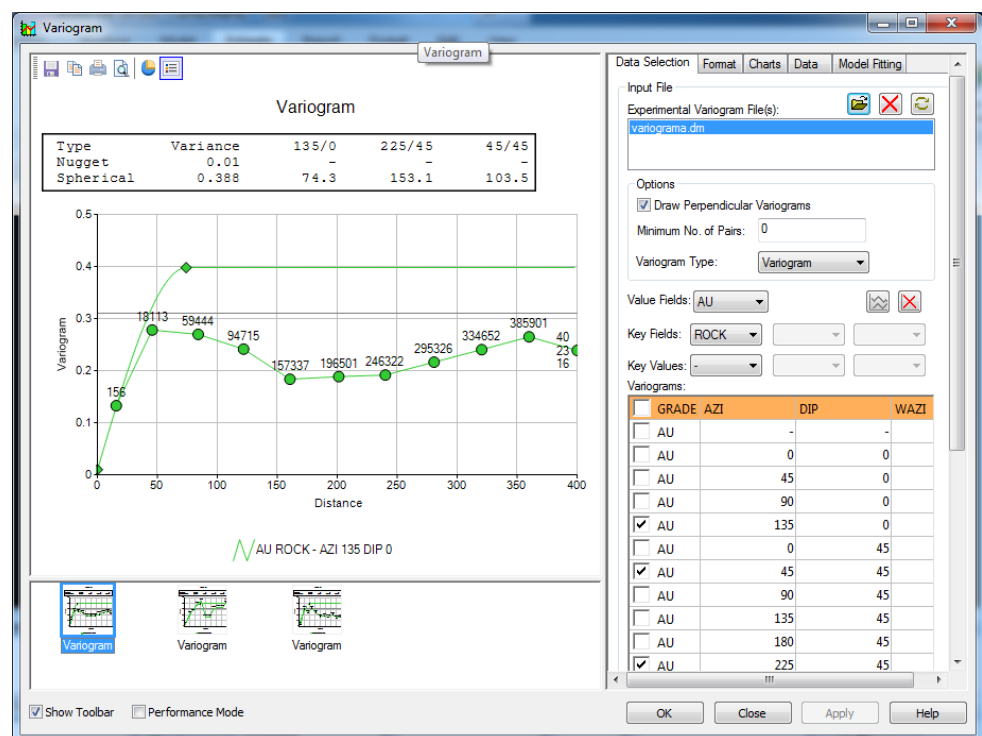 Variogram
Variogram
Variogram
Type Variance 135/0 225/45 45/45
Nugget 0.01 - - -
Spherical 0.388 74.3 153.1 103.5
Variogram
0.5
0.4
0.3
0.2
0.1
0
156
18113
59444
94715
157337
196501
246322
295326
334652
385901
40
23
16
0 50 100 150 200 250 300 350 400
Distance
AU ROCK - AZI 135 DIP 0
Variogram Variogram Variogram
Show Toolbar Performance Mode
Data Selection Format Charts Data Model Fitting
Input File
Experimental Variogram File(s):
variograma.dm
Options
Draw Perpendicular Variograms
Minimum No. of Pairs: 0
Variogram Type: Variogram
Value Fields: AU
Key Fields: ROCK
Key Values: -
Variograms:
GRADE AZI DIP WAZI
AU - -
AU 0 0
AU 45 0
AU 90 0
AU 135 0
AU 0 45
AU 45 45
AU 90 45
AU 135 45
AU 180 45
AU 225 45
OK Close Apply Help